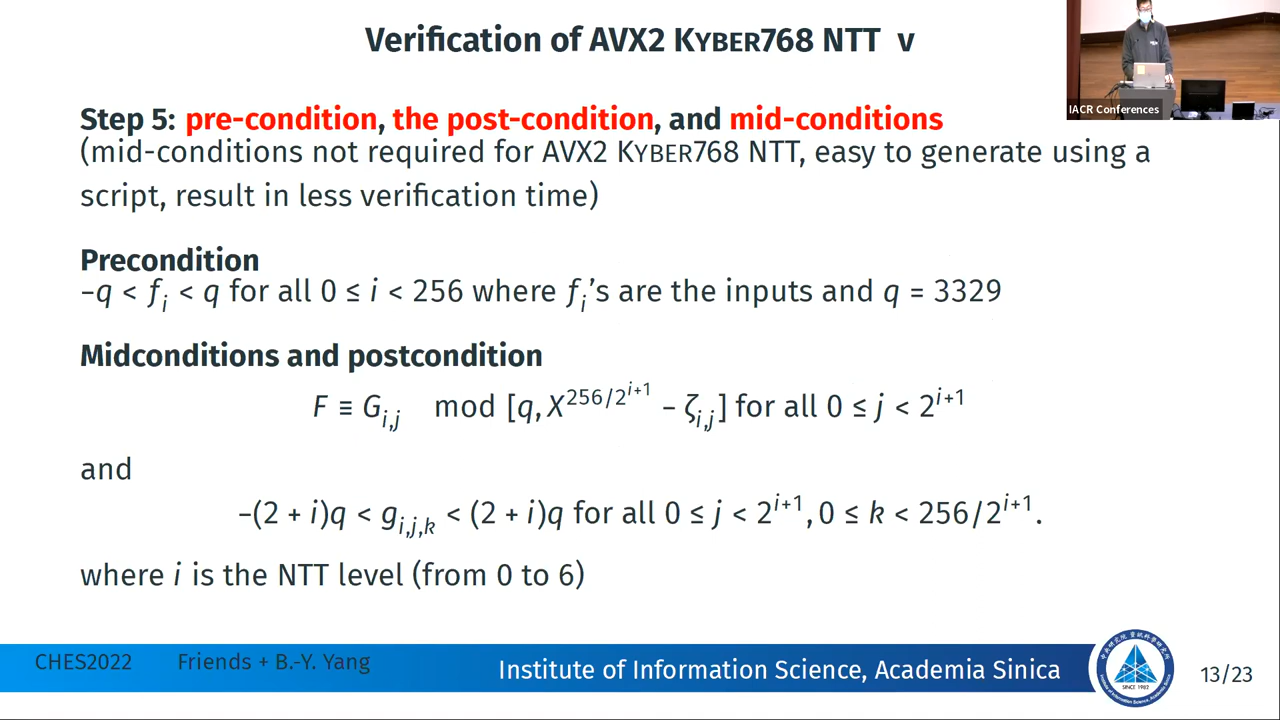 Verification of AVX2 KYBER768 NTT v
IACR Conferences
Step 5: pre-condition, the post-condition, and mid-conditions
(mid-conditions not required for AVX2 KYBER768 NTT, easy to generate using a
script, result in less verification time)
Precondition
−q < f_i < q for all 0 ≤ i < 256 where f_i’s are the inputs and q = 3329
Midconditions and postcondition
F ≡ G_{i,j} mod [q, X^{256/2^{i+1}} − ζ_{i,j}] for all 0 ≤ j < 2^{i+1}
and
−(2 + i)q < g_{i,j,k} < (2 + i)q for all 0 ≤ j < 2^{i+1}, 0 ≤ k < 256/2^{i+1}.
where i is the NTT level (from 0 to 6)
CHES2022 Friends + B.-Y. Yang
Institute of Information Science, Academia Sinica
SINCE 1982
13/23